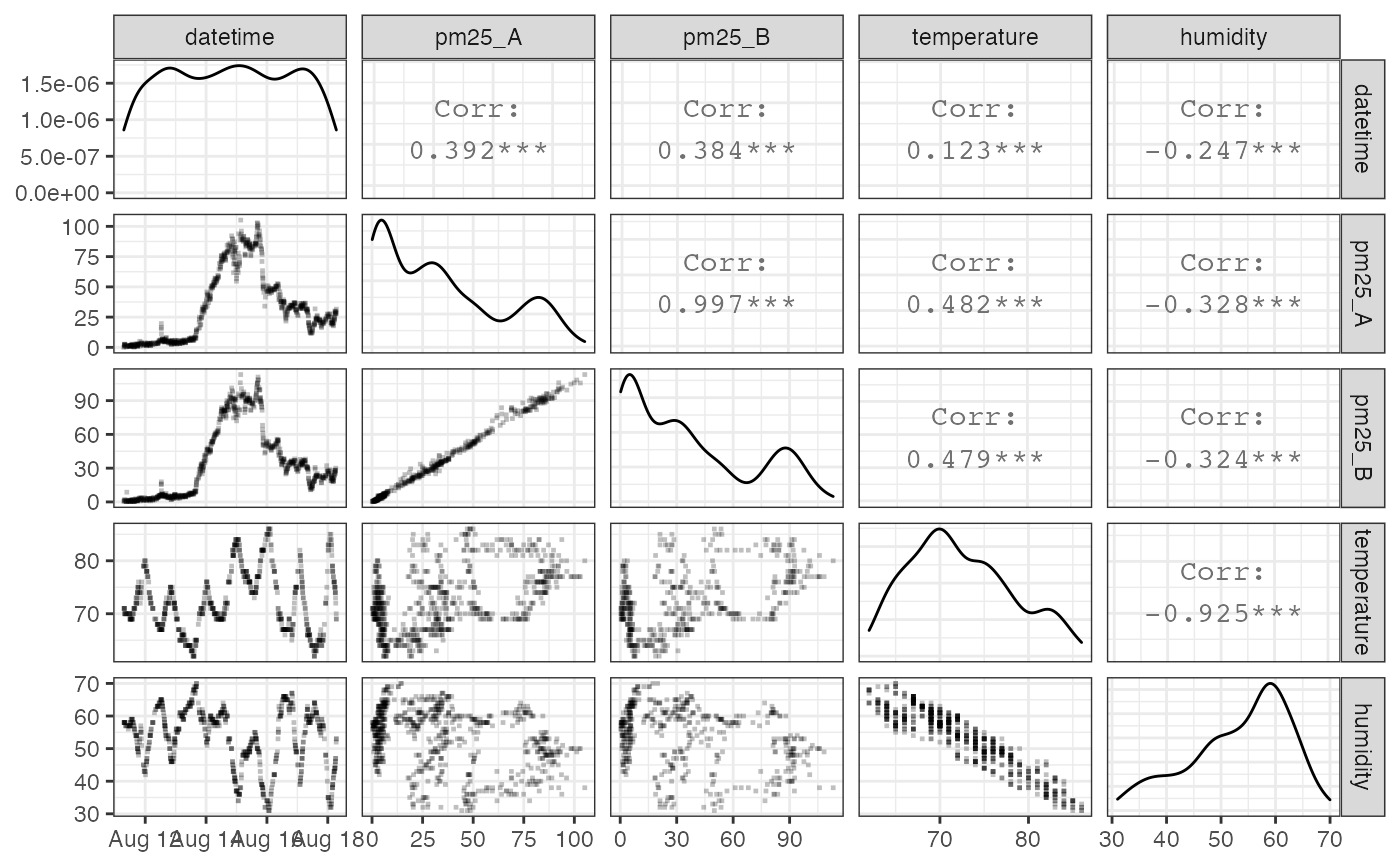 datetime pm25_A pm25_B temperature humidity
1.5e-06
1.0e-06
5.0e-07
0.0e+00
Corr:
0.392***
Corr:
0.384***
Corr:
0.123***
Corr:
-0.247***
datetime
100
75
50
25
0
Corr:
0.997***
Corr:
0.482***
Corr:
-0.328***
pm25_A
90
60
30
0
Corr:
0.479***
Corr:
-0.324***
pm25_B
80
70
Corr:
-0.925***
temperature
70
60
50
40
30
humidity
Aug 12 Aug 14 Aug 16 Aug 18 0 25 50 75 100 0 30 60 90 70 80 30 40 50 60 70